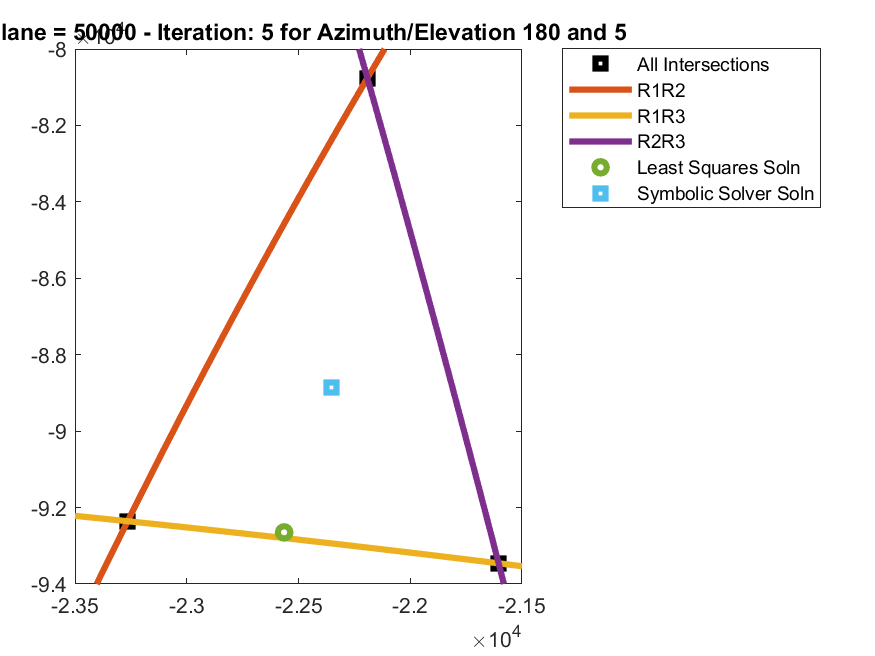 lane = 50000 - Iteration: 5 for Azimuth/Elevation 180 and 5
×10⁴
-8
-8.2
-8.4
-8.6
-8.8
-9
-9.2
-9.4
-2.35
-2.3
-2.25
-2.2
-2.15
×10⁴
All Intersections
R1R2
R1R3
R2R3
Least Squares Soln
Symbolic Solver Soln